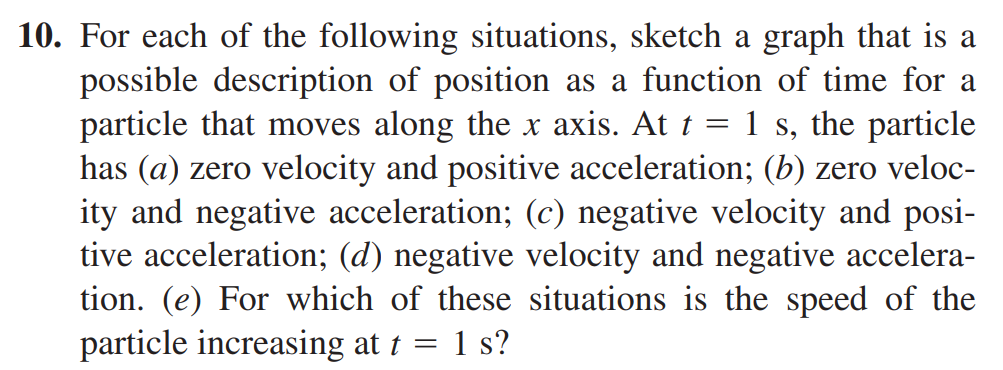 10. For each of the following situations, sketch a graph that is a
possible description of position as a function of time for a
particle that moves along the x axis. At t = 1 s, the particle
has (a) zero velocity and positive acceleration; (b) zero veloc-
ity and negative acceleration; (c) negative velocity and posi-
tive acceleration; (d) negative velocity and negative accelera-
tion. (e) For which of these situations is the speed of the
particle increasing at t = 1 s?